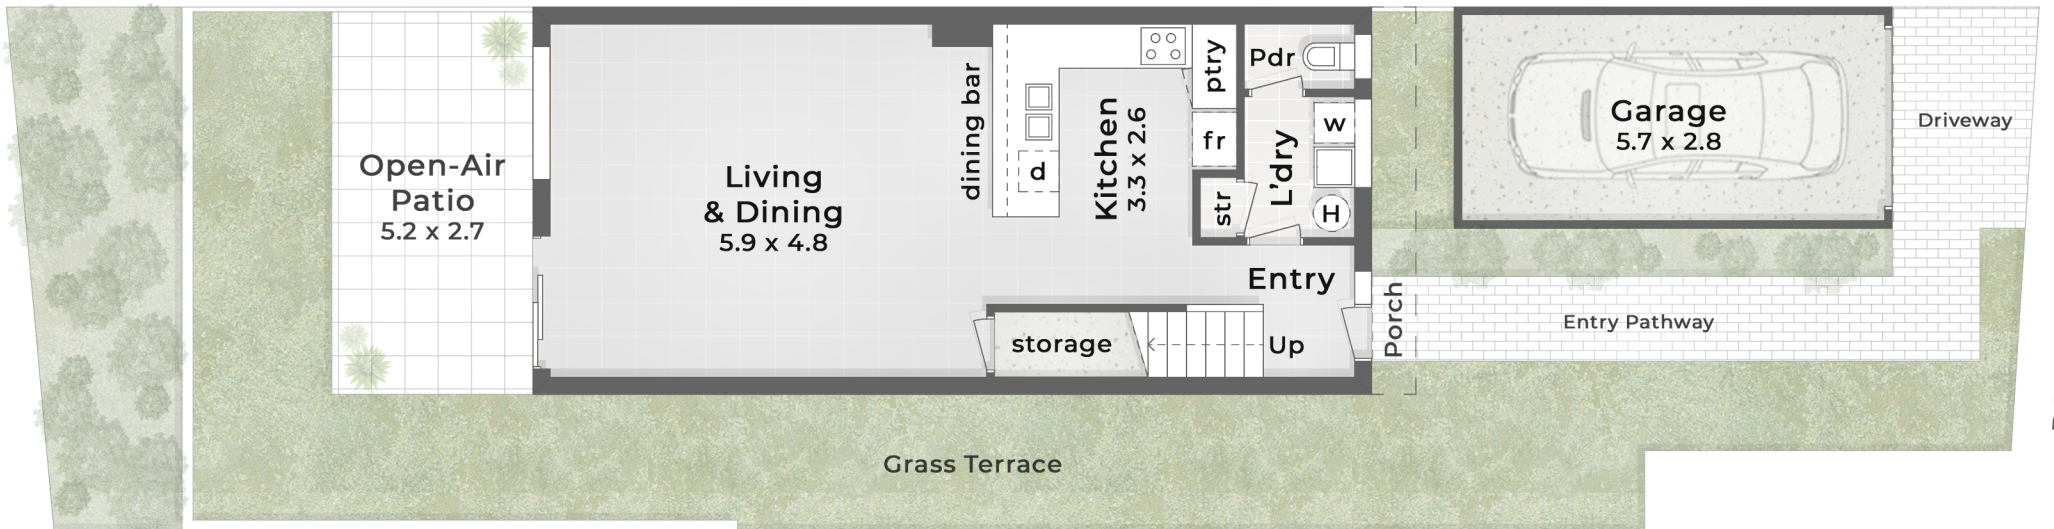 Open-Air
Patio
5.2 x 2.7
Living
& Dining
5.9 x 4.8
dining bar
d
Kitchen
3.3 x 2.6
ptry
fr
str
Pdr
L'dry
w
H
Entry
storage
Up
Porch
Garage
5.7 x 2.8
Driveway
Entry Pathway
Grass Terrace